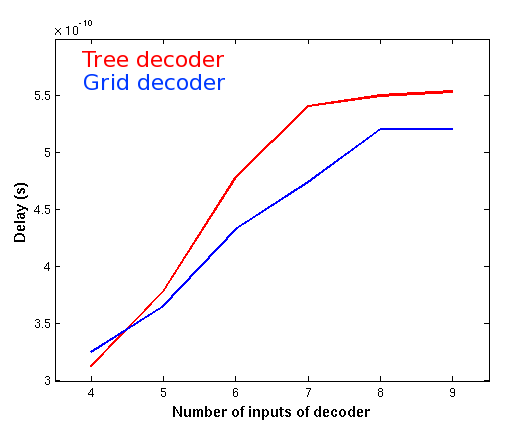 × 10⁻¹⁰
Tree decoder
Grid decoder
5.5
5
4.5
4
3.5
3
Delay (s)
4 5 6 7 8 9
Number of inputs of decoder